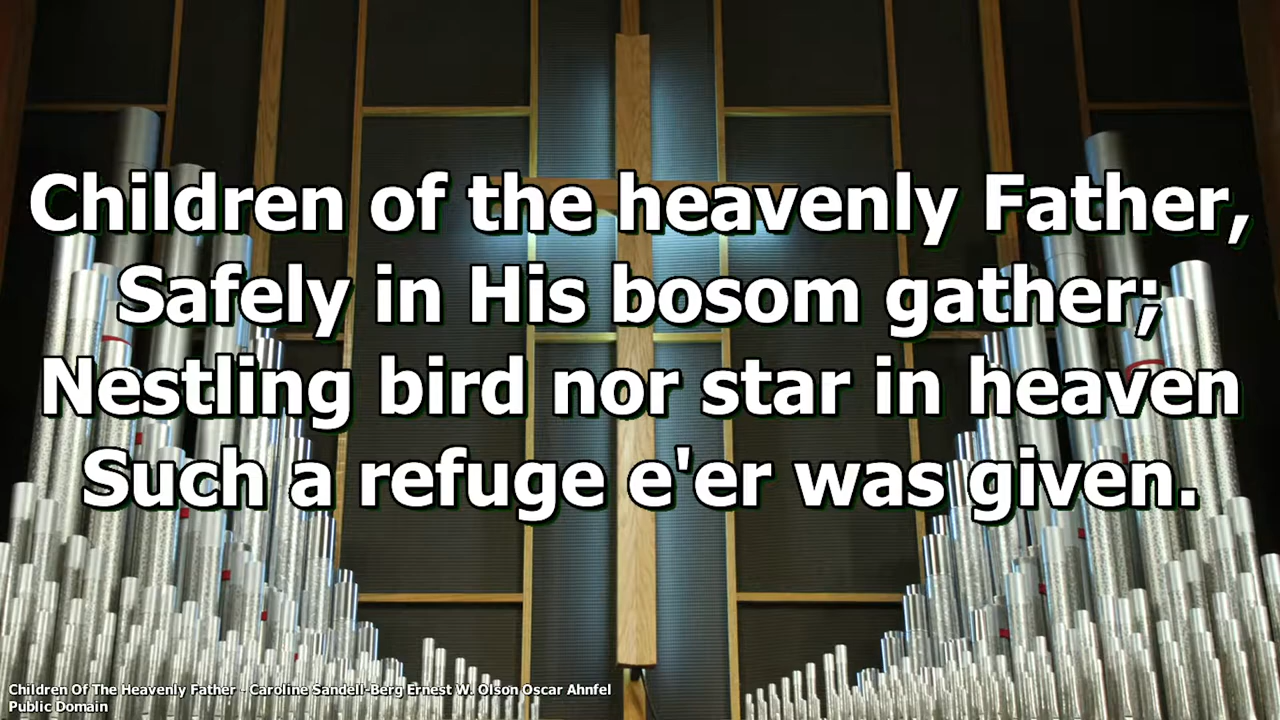 Children of the heavenly Father,
Safely in His bosom gather;
Nestling bird nor star in heaven
Such a refuge e'er was given.
Children Of The Heavenly Father - Caroline Sandell-Berg Ernest W. Olson Oscar Ahnfel
Public Domain